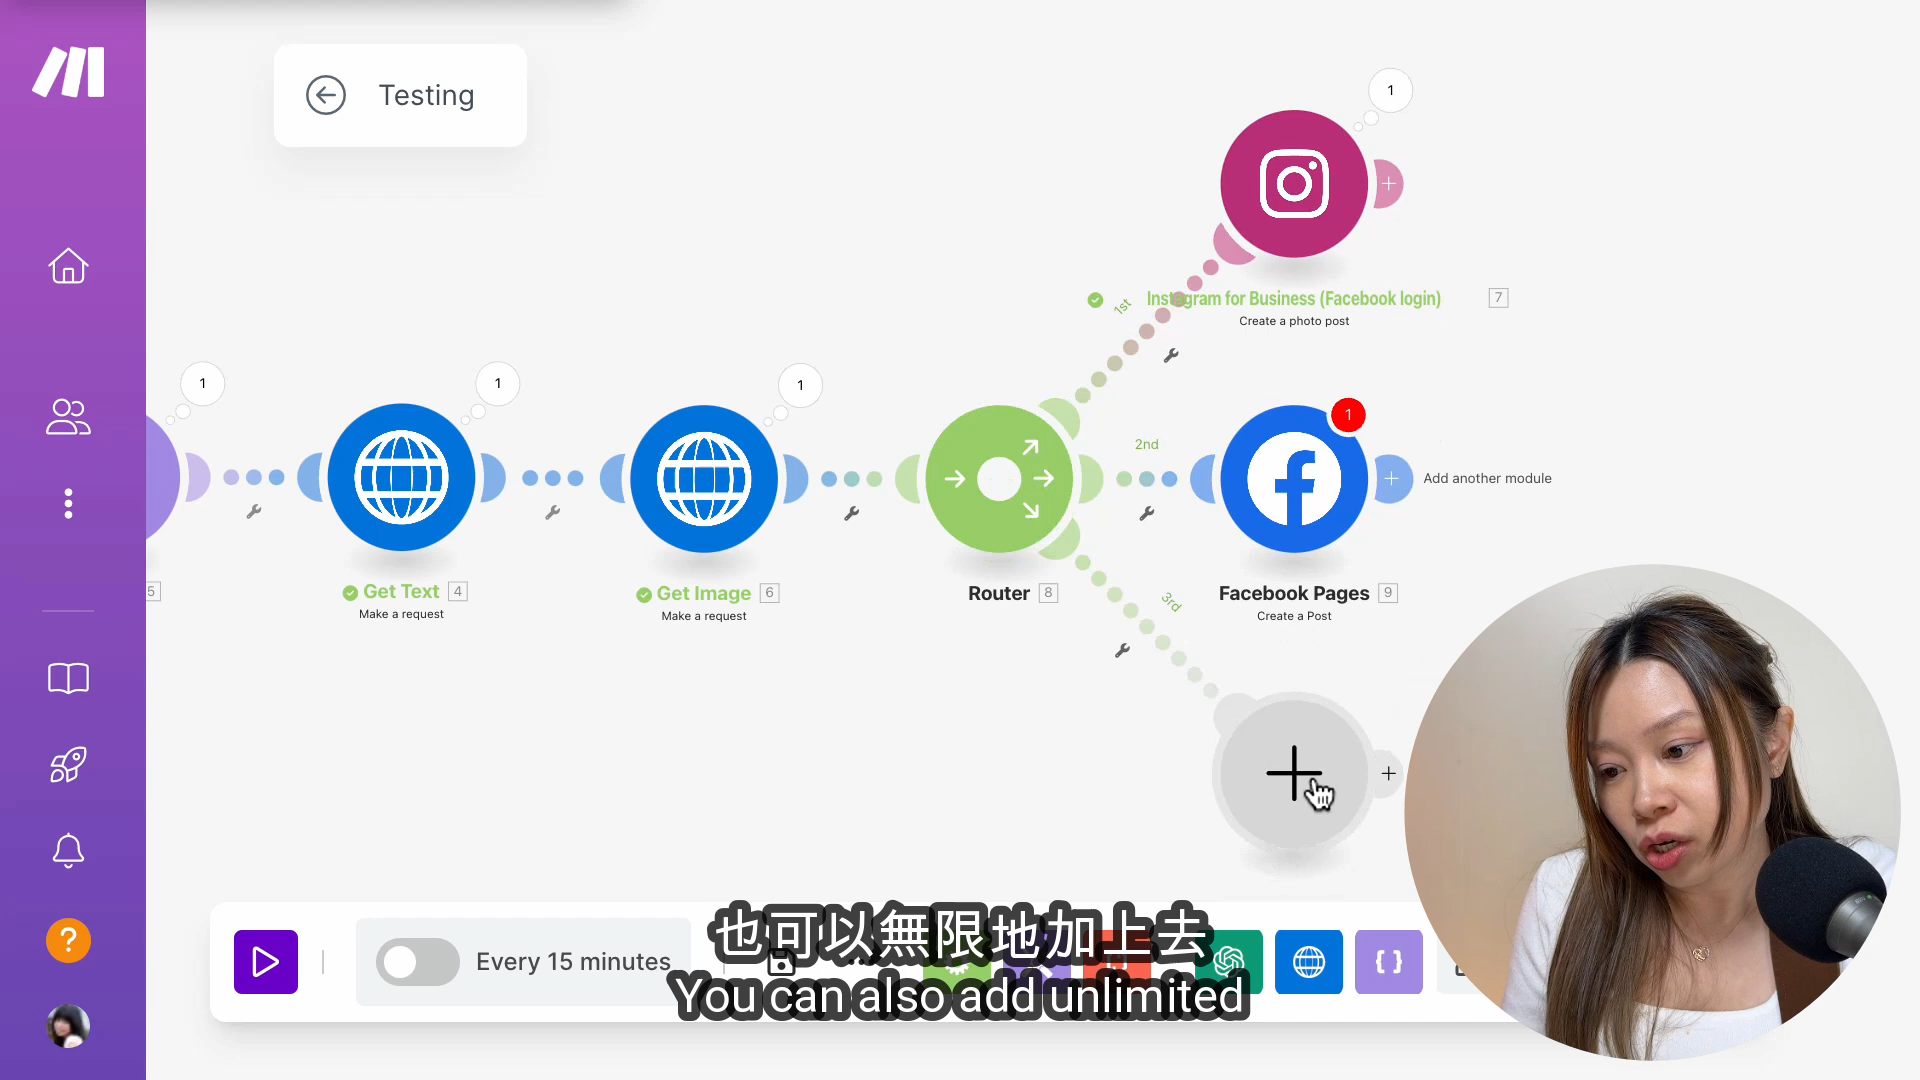 Testing
1
1st
Instagram for Business (Facebook login) 7
Create a photo post
1
1
1
2nd
1
Add another module
5
Get Text 4
Make a request
Get Image 6
Make a request
Router 8
Facebook Pages 9
Create a Post
3rd
?
Every 15 minutes
也可以無限地加上去
You can also add unlimited